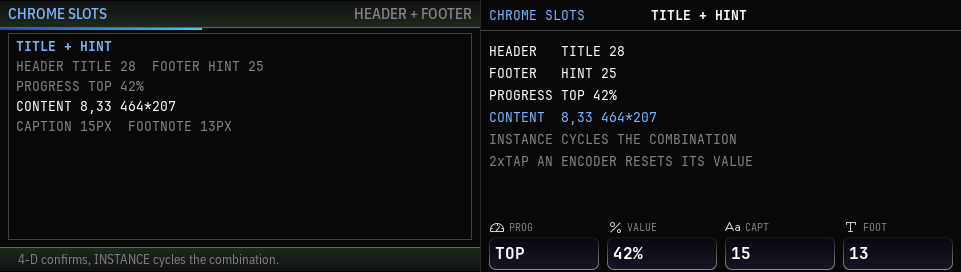 CHROME SLOTS HEADER + FOOTER
TITLE + HINT
HEADER TITLE 28 FOOTER HINT 25
PROGRESS TOP 42%
CONTENT 8,33 464*207
CAPTION 15PX FOOTNOTE 13PX
4-D confirms, INSTANCE cycles the combination.
CHROME SLOTS TITLE + HINT
HEADER TITLE 28
FOOTER HINT 25
PROGRESS TOP 42%
CONTENT 8,33 464*207
INSTANCE CYCLES THE COMBINATION
2xTAP AN ENCODER RESETS ITS VALUE
PROG % VALUE Aa CAPT T FOOT
TOP 42% 15 13